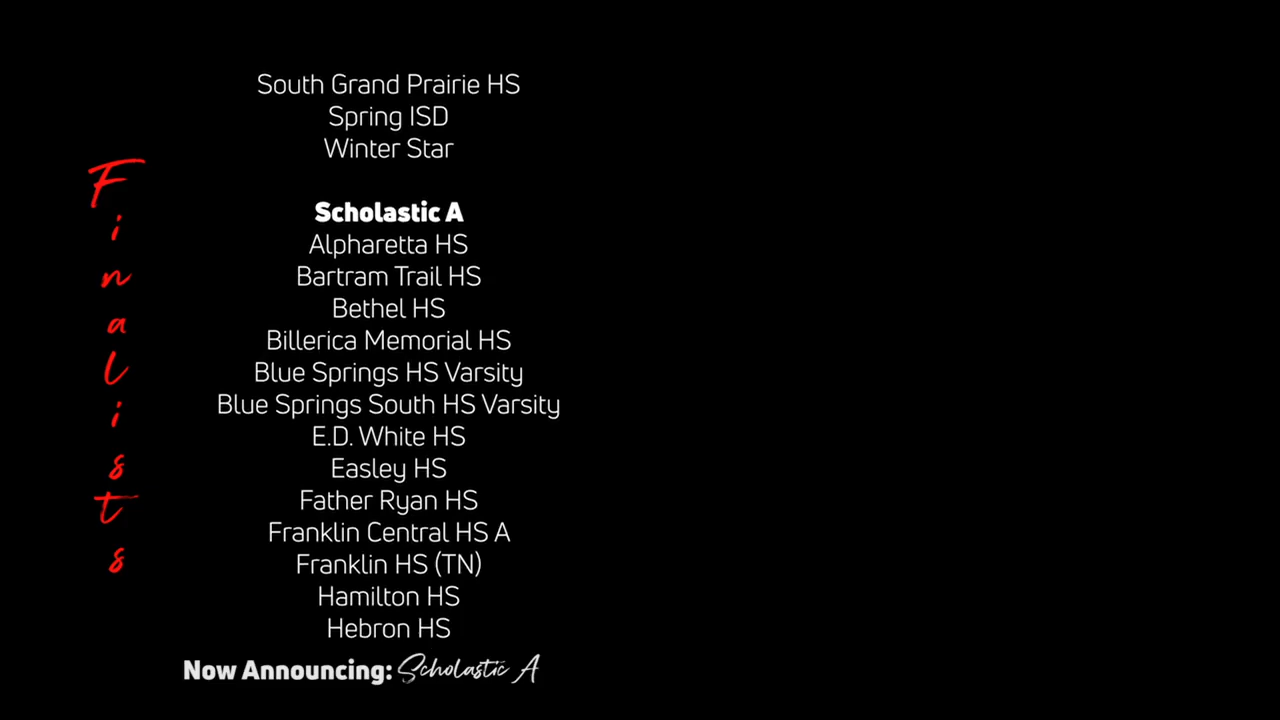 South Grand Prairie HS
Spring ISD
Winter Star
Finalists
Scholastic A
Alpharetta HS
Bartram Trail HS
Bethel HS
Billerica Memorial HS
Blue Springs HS Varsity
Blue Springs South HS Varsity
E.D. White HS
Easley HS
Father Ryan HS
Franklin Central HS A
Franklin HS (TN)
Hamilton HS
Hebron HS
Now Announcing: Scholastic A